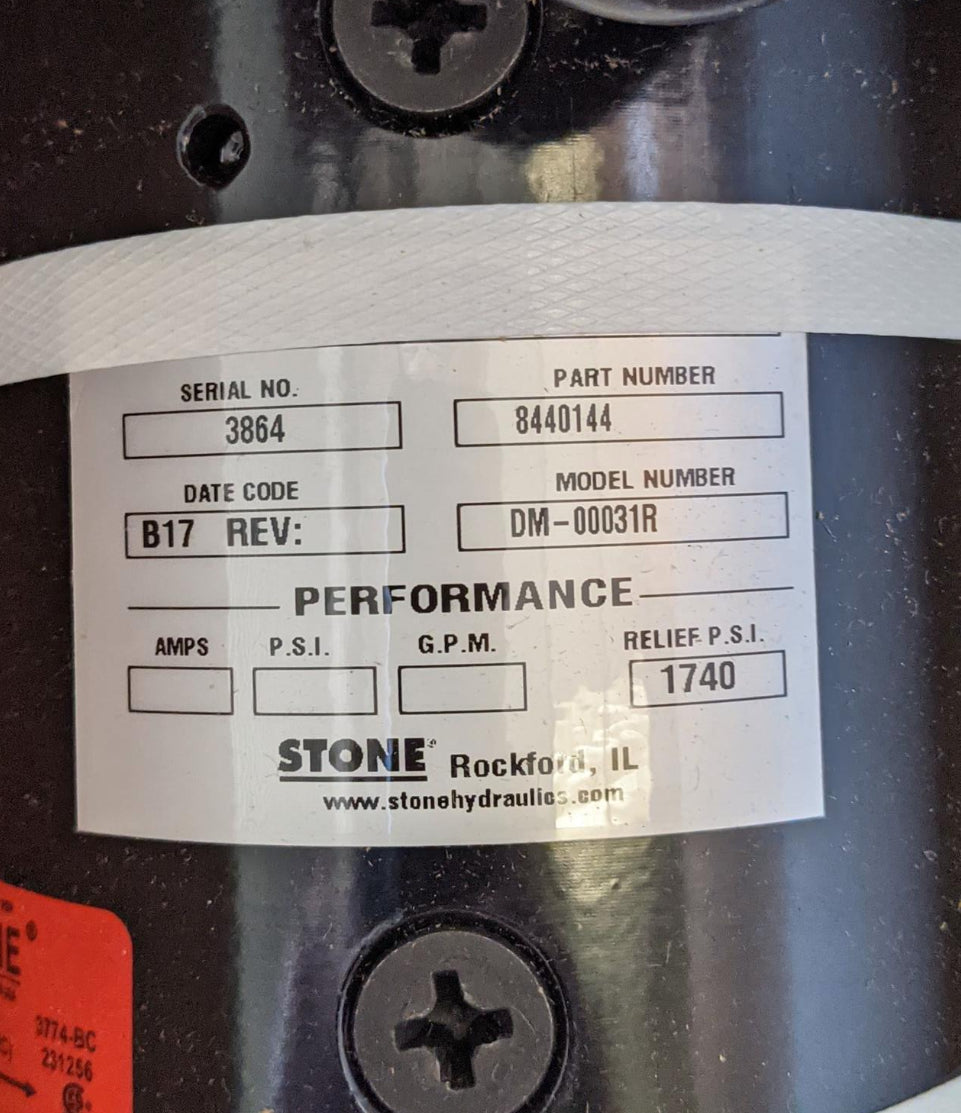 SERIAL NO. PART NUMBER
3864 8440144
DATE CODE MODEL NUMBER
B17 REV: DM-00031R
PERFORMANCE
AMPS P.S.I. G.P.M. RELIEF P.S.I.
1740
STONE® Rockford, IL
www.stonehydraulics.com
3774-BC
231256